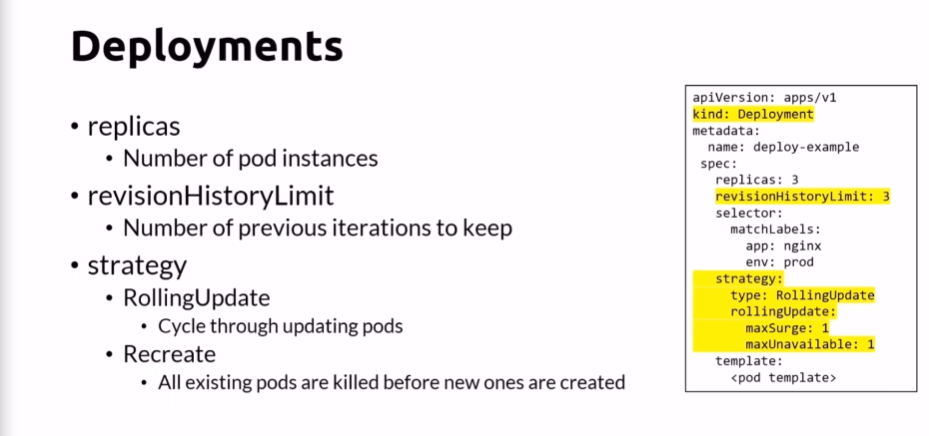 Deployments
• replicas
• Number of pod instances
• revisionHistoryLimit
• Number of previous iterations to keep
• strategy
• RollingUpdate
• Cycle through updating pods
• Recreate
• All existing pods are killed before new ones are created
apiVersion: apps/v1
kind: Deployment
metadata:
  name: deploy-example
 spec:
   replicas: 3
   revisionHistoryLimit: 3
   selector:
     matchLabels:
       app: nginx
       env: prod
   strategy:
     type: RollingUpdate
     rollingUpdate:
       maxSurge: 1
       maxUnavailable: 1
   template:
     <pod template>